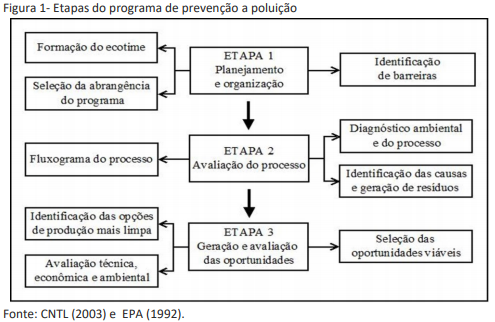 Figura 1- Etapas do programa de prevenção a poluição
Formação do ecotime
Seleção da abrangência
do programa
ETAPA 1
Planejamento
e organização
Identificação
de barreiras
Fluxograma do processo
ETAPA 2
Avaliação do processo
Diagnóstico ambiental
e do processo
Identificação das causas
e geração de resíduos
Identificação das opções
de produção mais limpa
Avaliação técnica,
econômica e ambiental
ETAPA 3
Geração e avaliação
das oportunidades
Seleção das
oportunidades viáveis
Fonte: CNTL (2003) e EPA (1992).